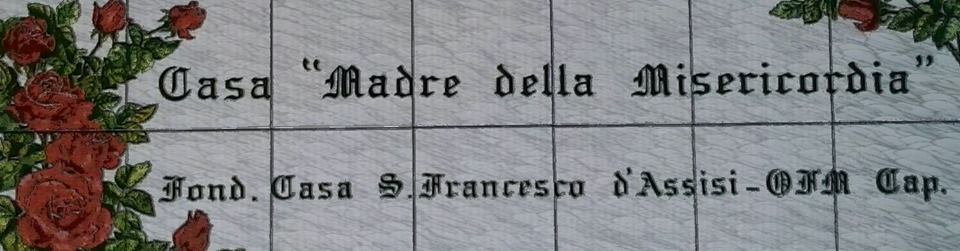 Casa “Madre della Misericordia”
Fond. Casa S.Francesco d'Assisi-OFM Cap.